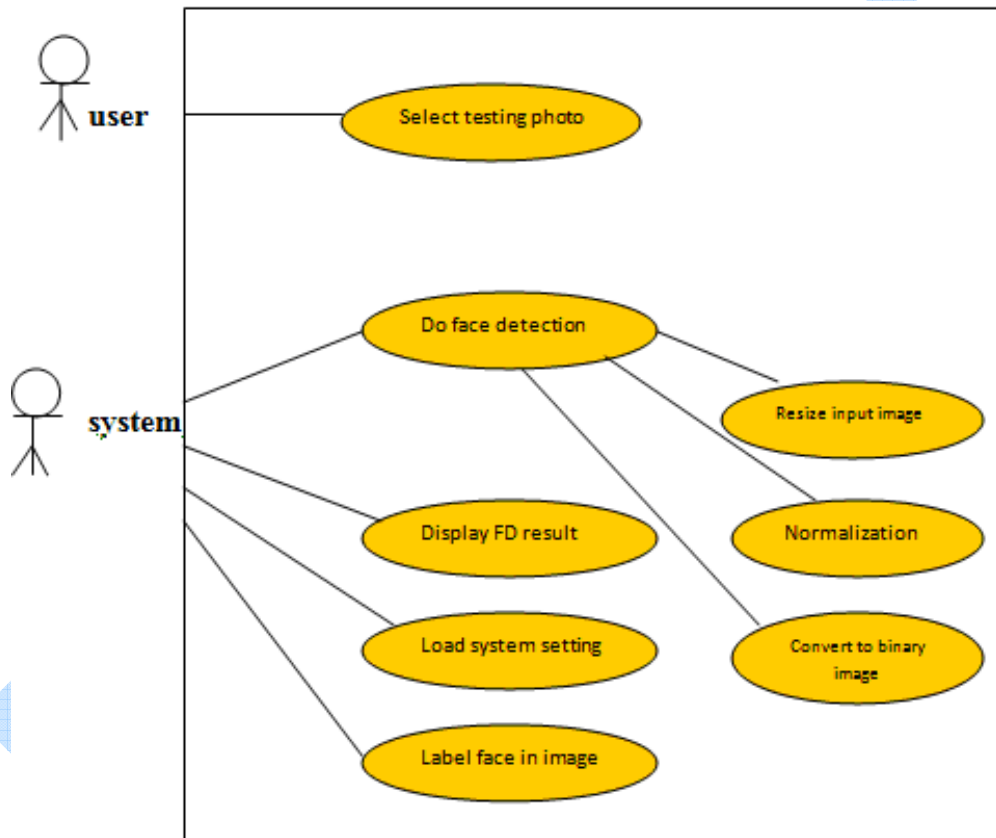 user
Select testing photo
Do face detection
system
Resize input image
Display FD result
Normalization
Load system setting
Convert to binary
image
Label face in image